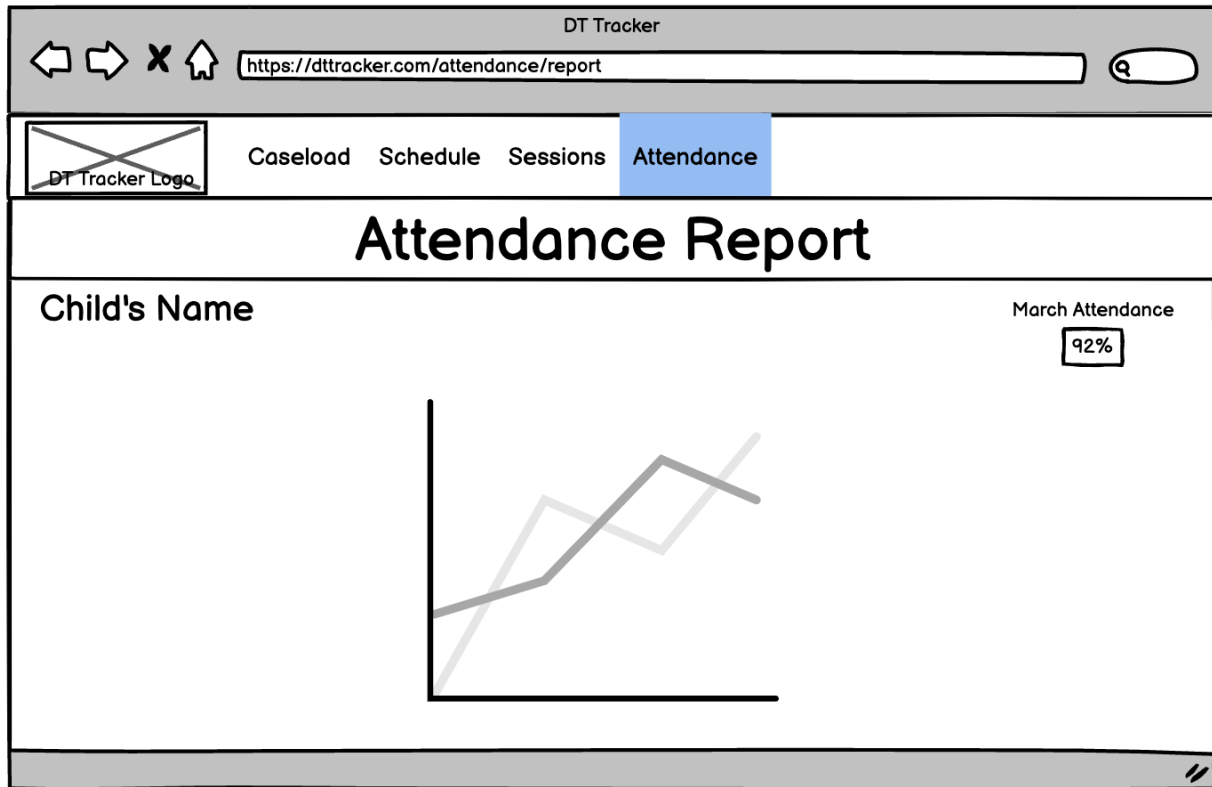 DT Tracker
https://dttracker.com/attendance/report
DT Tracker Logo
Caseload Schedule Sessions Attendance
Attendance Report
Child's Name
March Attendance
92%